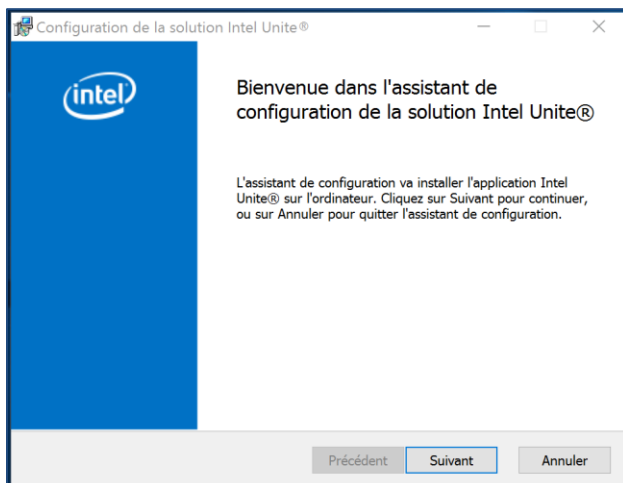 Configuration de la solution Intel Unite®
intel
Bienvenue dans l'assistant de
configuration de la solution Intel Unite®
L'assistant de configuration va installer l'application Intel
Unite® sur l'ordinateur. Cliquez sur Suivant pour continuer,
ou sur Annuler pour quitter l'assistant de configuration.
Précédent Suivant Annuler